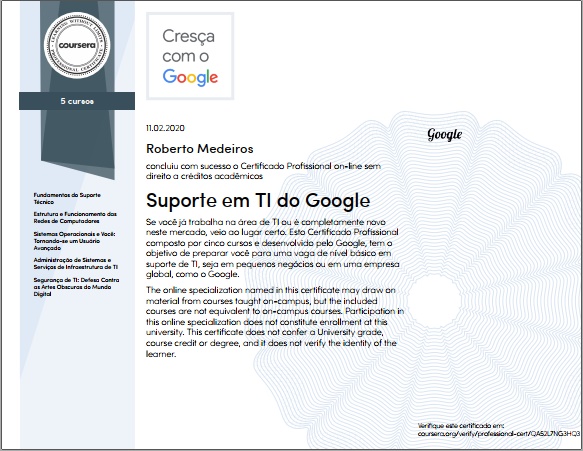 LEARNING WITHOUT LIMITS
coursera
PROFESSIONAL CERTIFICATE
5 cursos
Cresça
com o
Google
11.02.2020
Roberto Medeiros
concluiu com sucesso o Certificado Profissional on-line sem
direito a créditos acadêmicos
Suporte em TI do Google
Se você já trabalha na área de TI ou é completamente novo
neste mercado, veio ao lugar certo. Esto Certificado Profissional
composto por cinco cursos e desenvolvido pelo Google, tem o
objetivo de preparar você para uma vaga de nível básico em
suporte de TI, seja em pequenos negócios ou em uma empresa
global, como o Google.
The online specialization named in this certificate may draw on
material from courses taught on-campus, but the included
courses are not equivalent to on-campus courses. Participation in
this online specialization does not constitute enrollment at this
university. This certificate does not confer a University grade,
course credit or degree, and it does not verify the identity of the
learner.
Fundamentos do Suporte
Técnico
Estrutura e Funcionamento das
Redes de Computadores
Sistemas Operacionais e Você:
Tornando-se um Usuário
Avançado
Administração de Sistemas e
Serviços de Infraestrutura de TI
Segurança de TI: Defesa Contra
as Artes Obscuras do Mundo
Digital
Google
Verifique este certificado em:
coursera.org/verify/professional-cert/QA52L7NG3HQ3